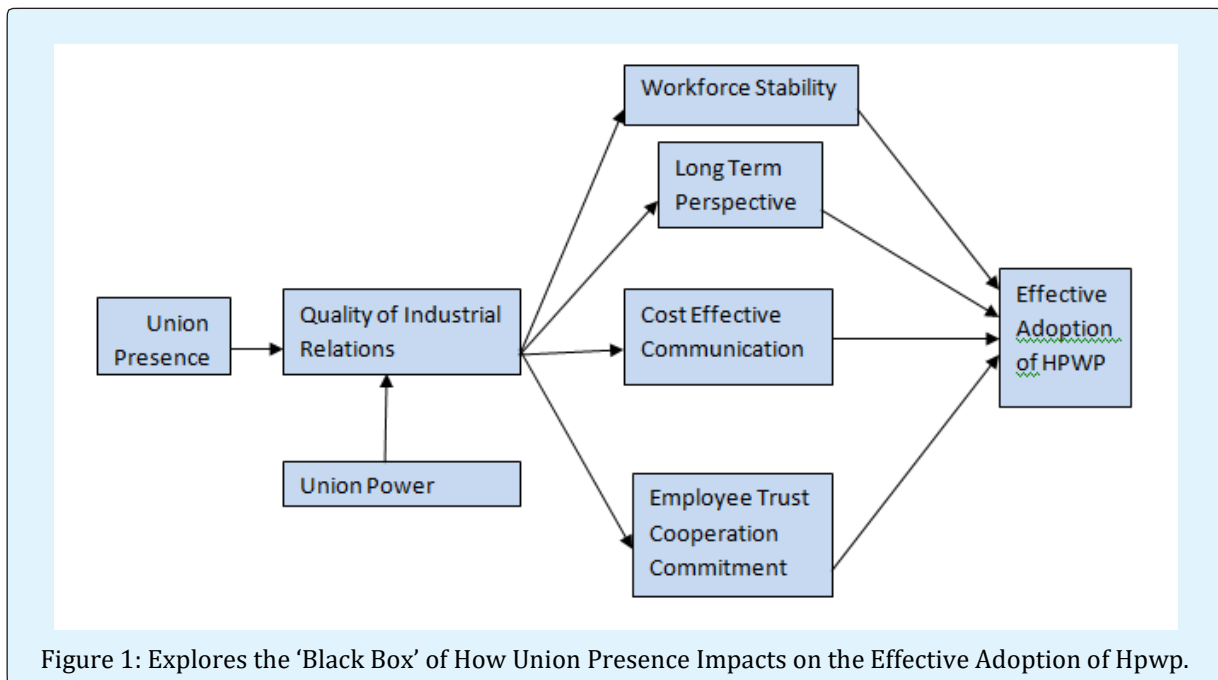 Workforce Stability
Long Term
Perspective
Union
Presence
Quality of Industrial
Relations
Cost Effective
Communication
Effective
Adoption
of HPWP
Union Power
Employee Trust
Cooperation
Commitment
Figure 1: Explores the ‘Black Box’ of How Union Presence Impacts on the Effective Adoption of Hpwp.